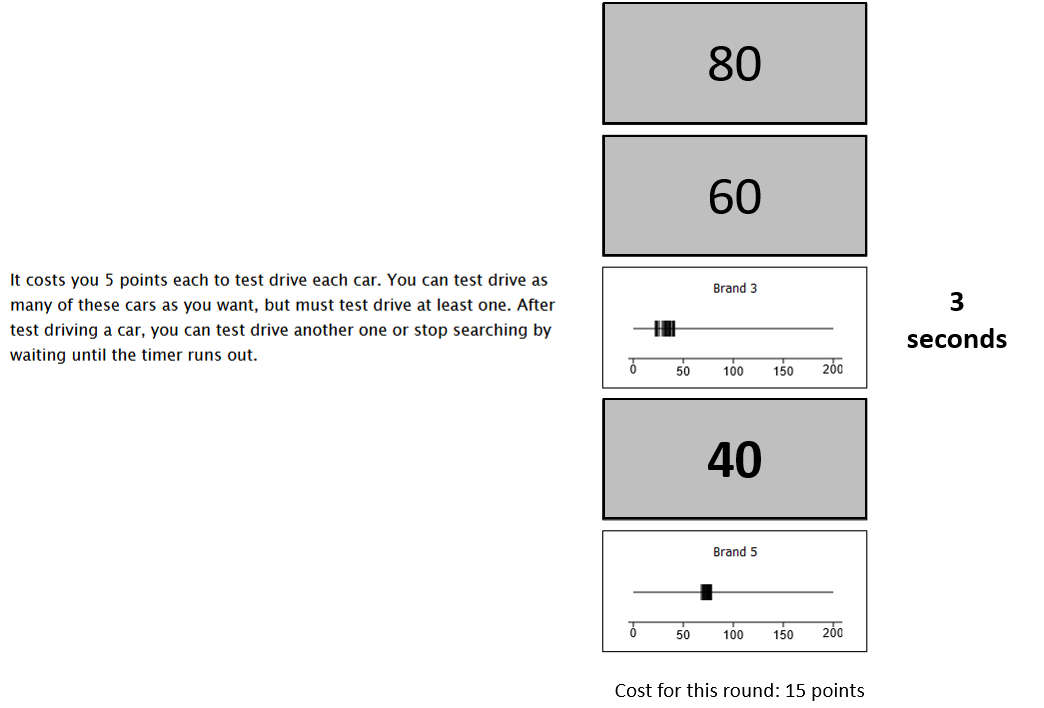 80
60
It costs you 5 points each to test drive each car. You can test drive as
many of these cars as you want, but must test drive at least one. After
test driving a car, you can test drive another one or stop searching by
waiting until the timer runs out.
Brand 3
0 50 100 150 200
3
seconds
40
Brand 5
0 50 100 150 200
Cost for this round: 15 points